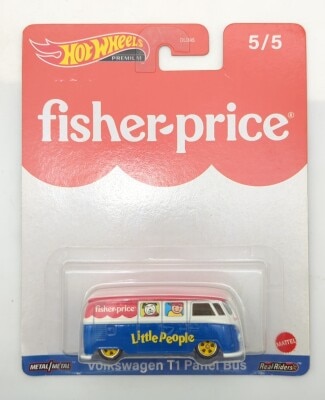 Hot Wheels
PREMIUM
5/5
fisher-price®
fisher-price
Little People
Volkswagen T1 Panel Bus
MATTEL
METAL/METAL
Real Riders